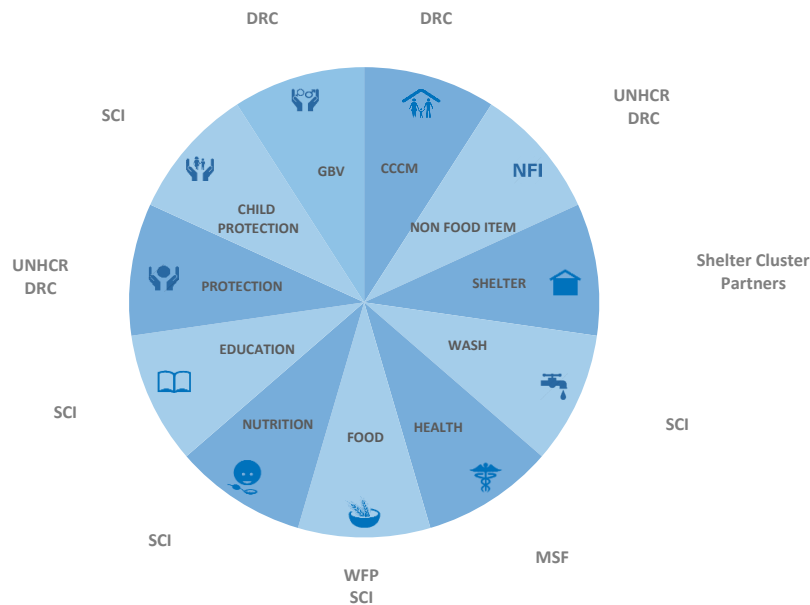 DRC
DRC
SCI
UNHCR
DRC
GBV
CCCM
NFI
CHILD
PROTECTION
NON FOOD ITEM
UNHCR
DRC
PROTECTION
SHELTER
Shelter Cluster
Partners
EDUCATION
WASH
SCI
NUTRITION
FOOD
HEALTH
SCI
SCI
MSF
WFP
SCI